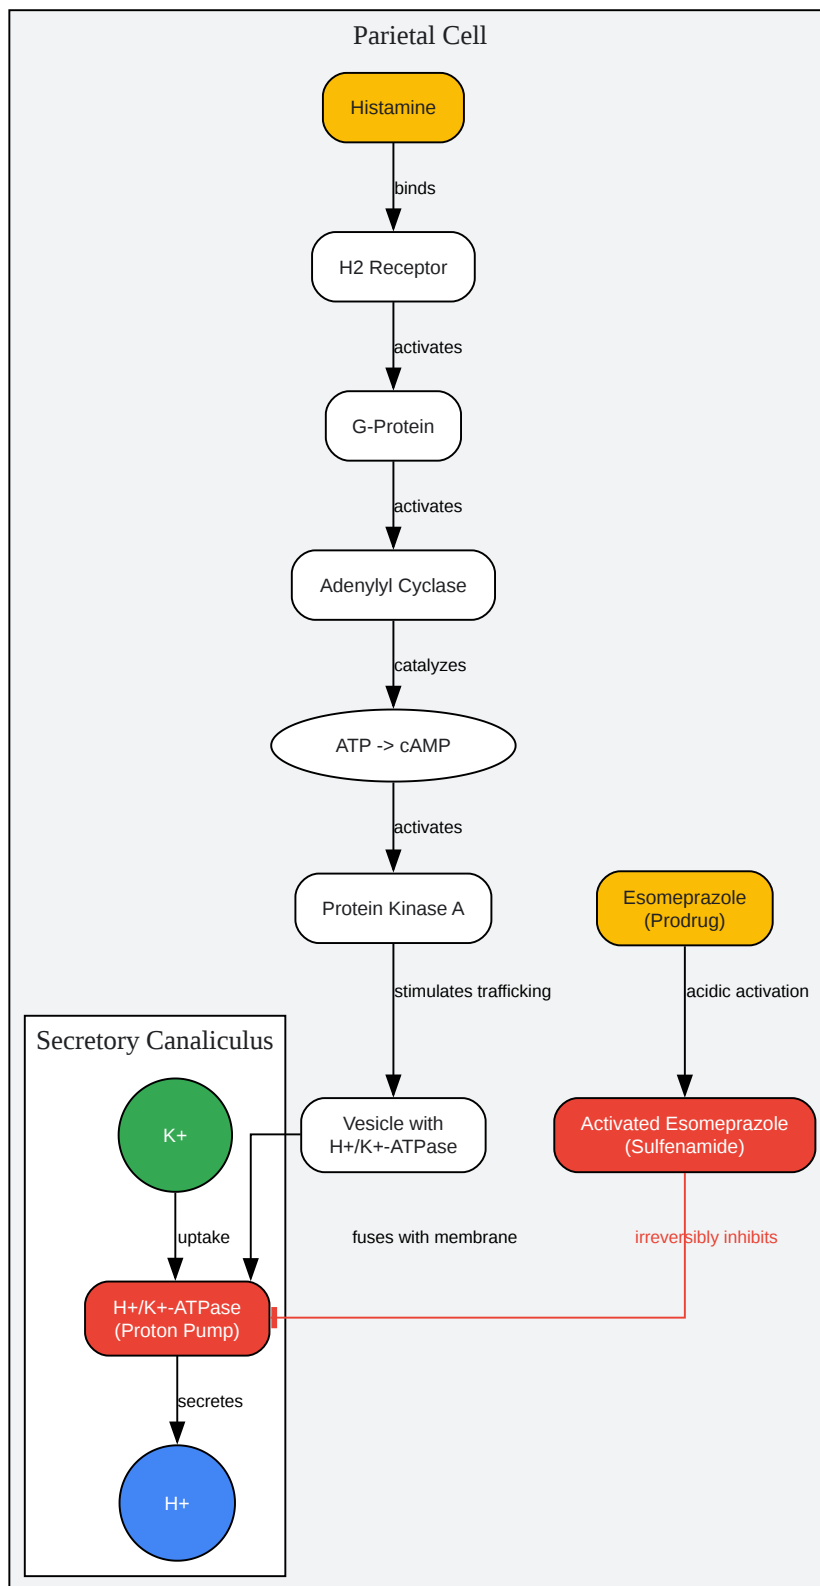 Parietal Cell
Histamine
binds
H2 Receptor
activates
G-Protein
activates
Adenylyl Cyclase
catalyzes
ATP -> cAMP
activates
Protein Kinase A
Esomeprazole
(Prodrug)
stimulates trafficking
acidic activation
Secretory Canaliculus
K+
Vesicle with
H+/K+-ATPase
Activated Esomeprazole
(Sulfenamide)
uptake
fuses with membrane
irreversibly inhibits
H+/K+-ATPase
(Proton Pump)
secretes
H+